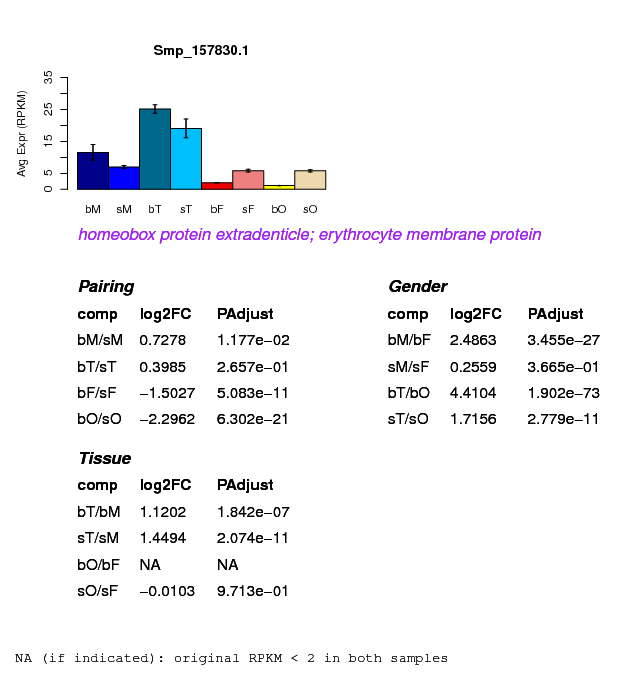 Smp_157830.1
Avg Expr (RPKM)
35
25
15
5
0
bM sM bT sT bF sF bO sO
homeobox protein extradenticle; erythrocyte membrane protein
Pairing
comp log2FC PAdjust
bM/sM 0.7278 1.177e−02
bT/sT 0.3985 2.657e−01
bF/sF −1.5027 5.083e−11
bO/sO −2.2962 6.302e−21
Gender
comp log2FC PAdjust
bM/bF 2.4863 3.455e−27
sM/sF 0.2559 3.665e−01
bT/bO 4.4104 1.902e−73
sT/sO 1.7156 2.779e−11
Tissue
comp log2FC PAdjust
bT/bM 1.1202 1.842e−07
sT/sM 1.4494 2.074e−11
bO/bF NA NA
sO/sF −0.0103 9.713e−01
NA (if indicated): original RPKM < 2 in both samples